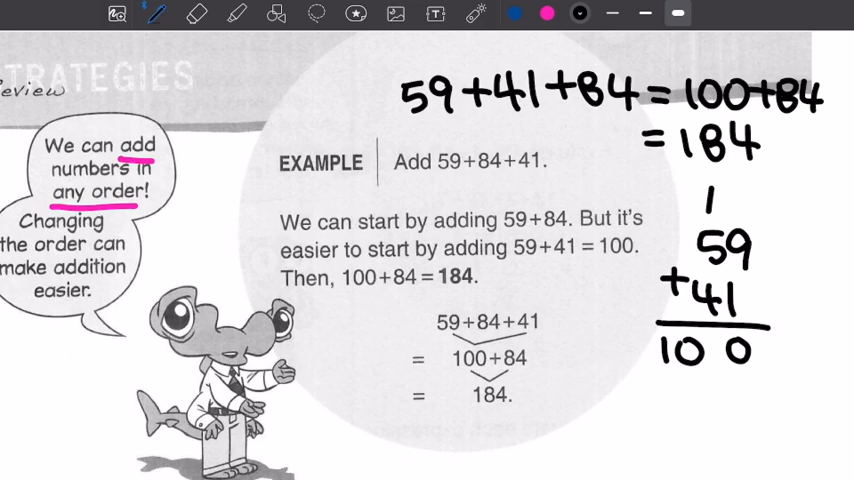 TRATEGIES
eview
We can add
numbers in
any order!
Changing
the order can
make addition
easier.
59+41+84=100+84
=184
EXAMPLE Add 59+84+41.
We can start by adding 59+84. But it's
easier to start by adding 59+41=100.
Then, 100+84=184.
59+84+41
= 100+84
= 184.
1
59
+41
100